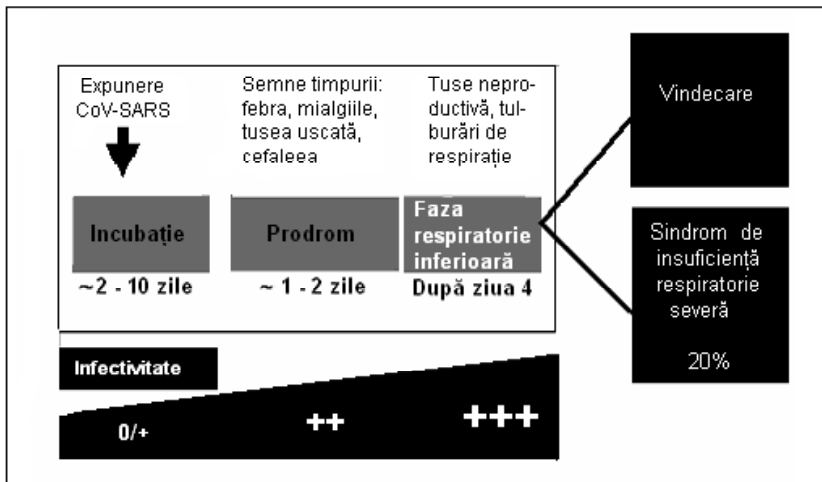 Expunere
CoV-SARS
Semne timpurii:
febra, mialgiile,
tusea uscată,
cefaleea
Tuse nepro-
ductivă, tul-
burări de
respirație
Incubație
Prodrom
Faza
respiratorie
inferioară
~2 - 10 zile
~ 1 - 2 zile
După ziua 4
Vindecare
Sindrom de
insuficiență
respiratorie
severă
20%
Infectivitate
0/+
++
+++